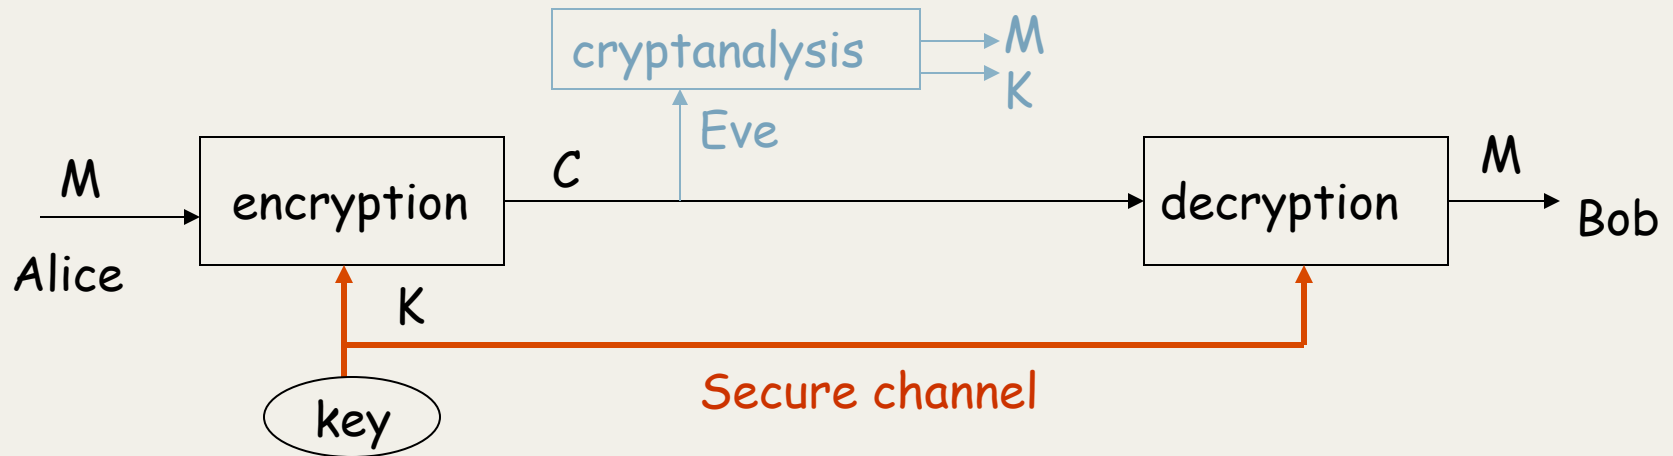 cryptanalysis
M
K
Eve
M
encryption
C
decryption
M
Bob
Alice
K
Secure channel
key